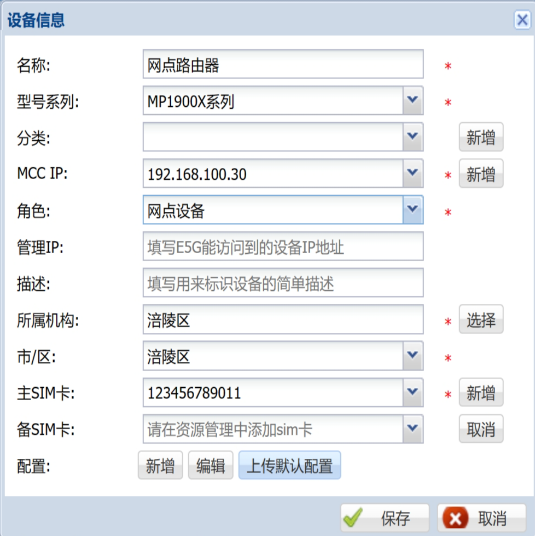 设备信息
名称: 网点路由器 *
型号系列: MP1900X系列 *
分类: 新增
MCC IP: 192.168.100.30 * 新增
角色: 网点设备 *
管理IP: 填写E5G能访问到的设备IP地址
描述: 填写用来标识设备的简单描述
所属机构: 涪陵区 * 选择
市/区: 涪陵区 *
主SIM卡: 123456789011 * 新增
备SIM卡: 请在资源管理中添加sim卡 取消
配置: 新增 编辑 上传默认配置
保存 取消